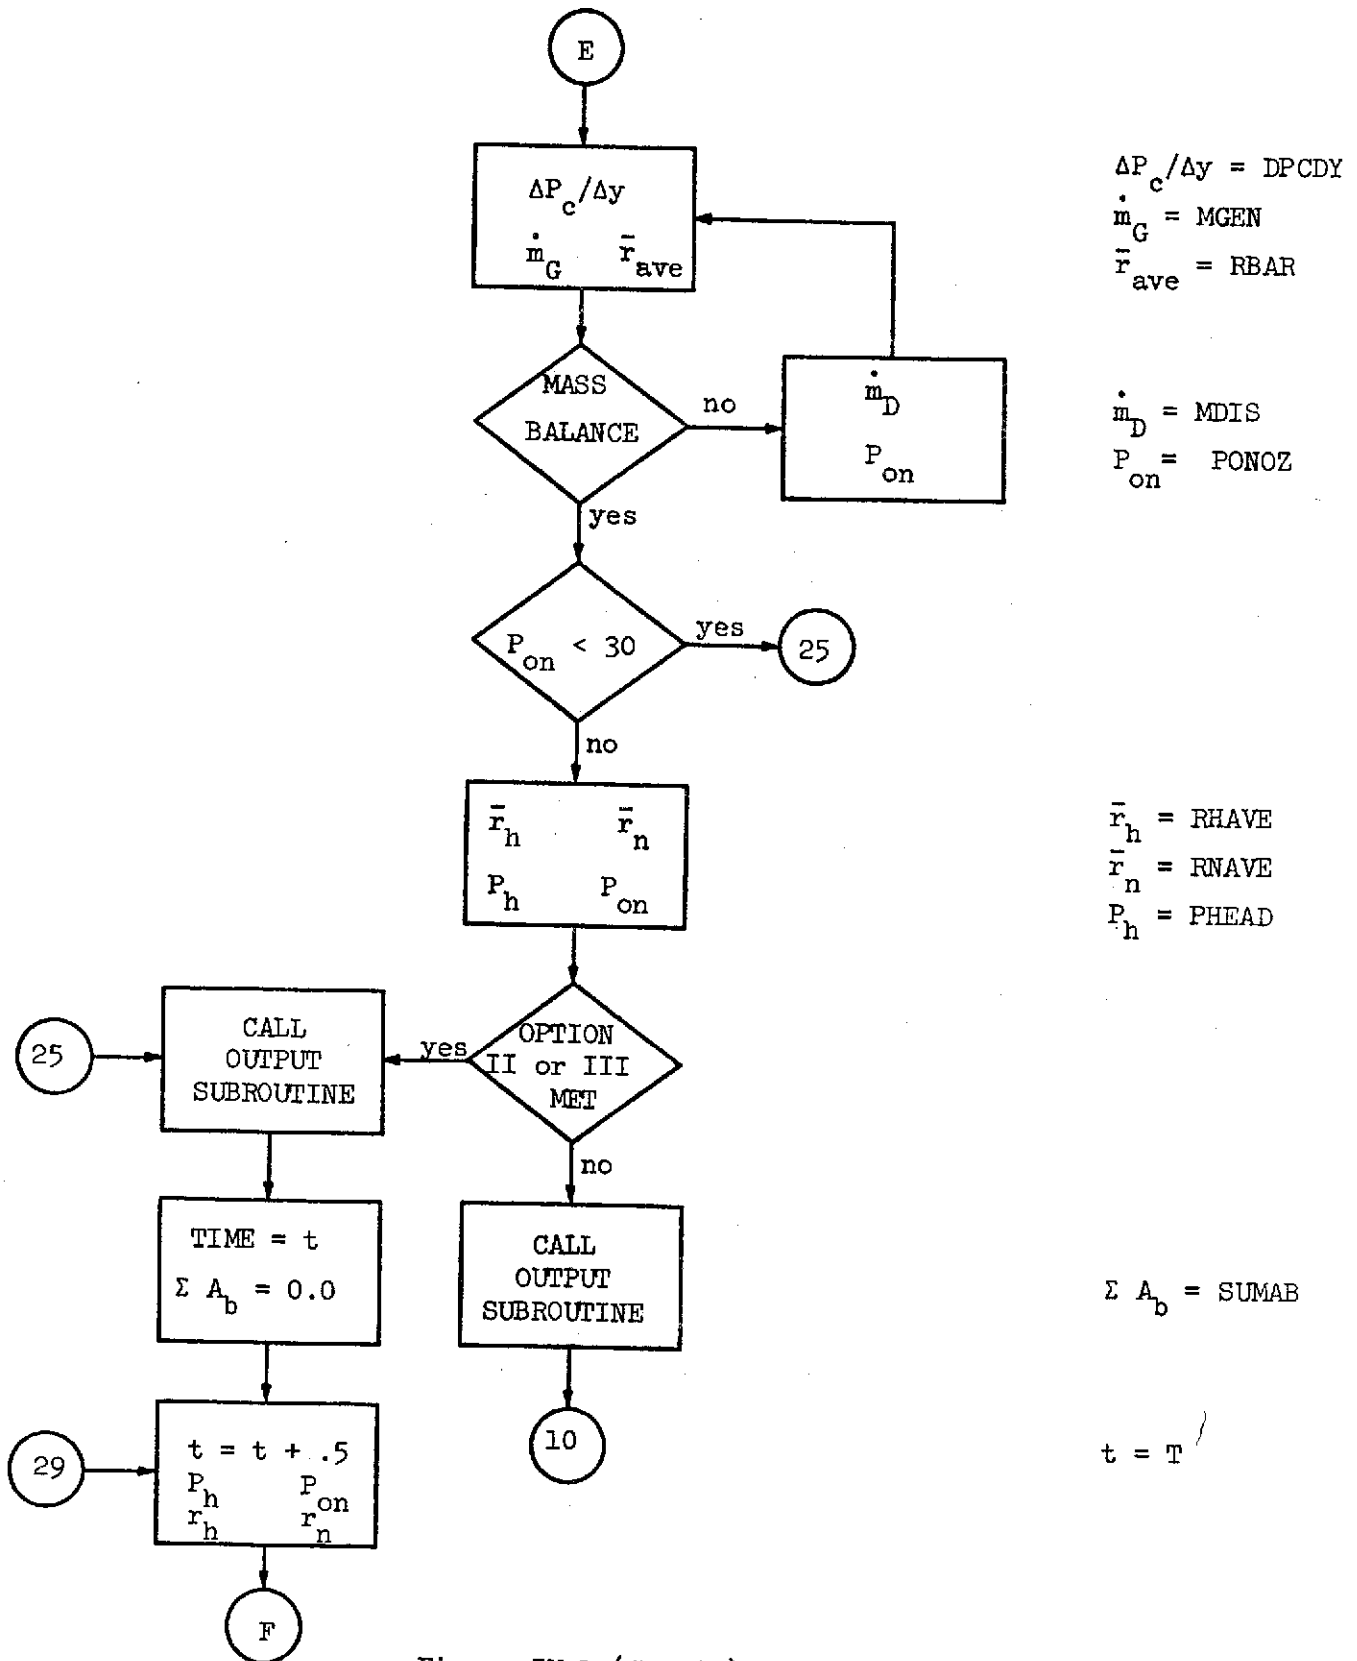 E
ΔP_c/Δy
ṁ_G r̄_ave
ΔP_c/Δy = DPCDY
ṁ_G = MGEN
r̄_ave = RBAR
MASS
BALANCE
no
ṁ_D
P_on
ṁ_D = MDIS
P_on = PONOZ
yes
P_on < 30
yes
25
no
r̄_h r̄_n
P_h P_on
r̄_h = RHAVE
r̄_n = RNAVE
P_h = PHEAD
25
CALL
OUTPUT
SUBROUTINE
yes
OPTION
II or III
MET
no
TIME = t
Σ A_b = 0.0
CALL
OUTPUT
SUBROUTINE
Σ A_b = SUMAB
29
t = t + .5
P_h P_on
r_h r_n
10
t = T
F